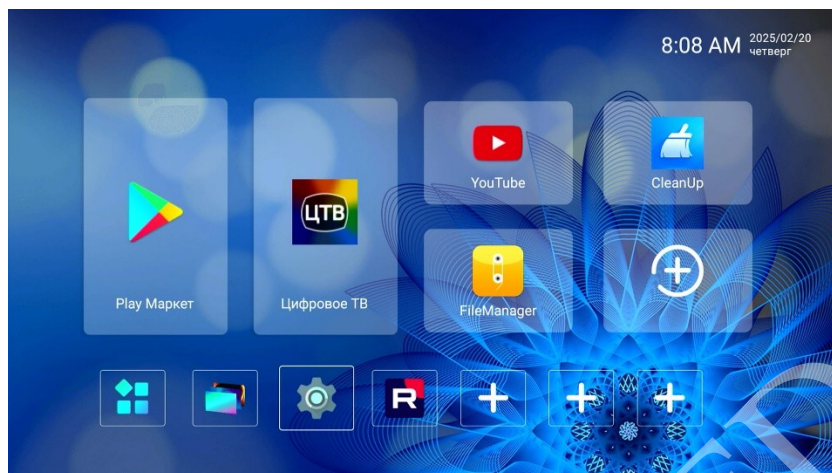 8:08 AM
2025/02/20
четверг
Play Маркет
ЦТВ
Цифровое ТВ
YouTube
CleanUp
FileManager
R